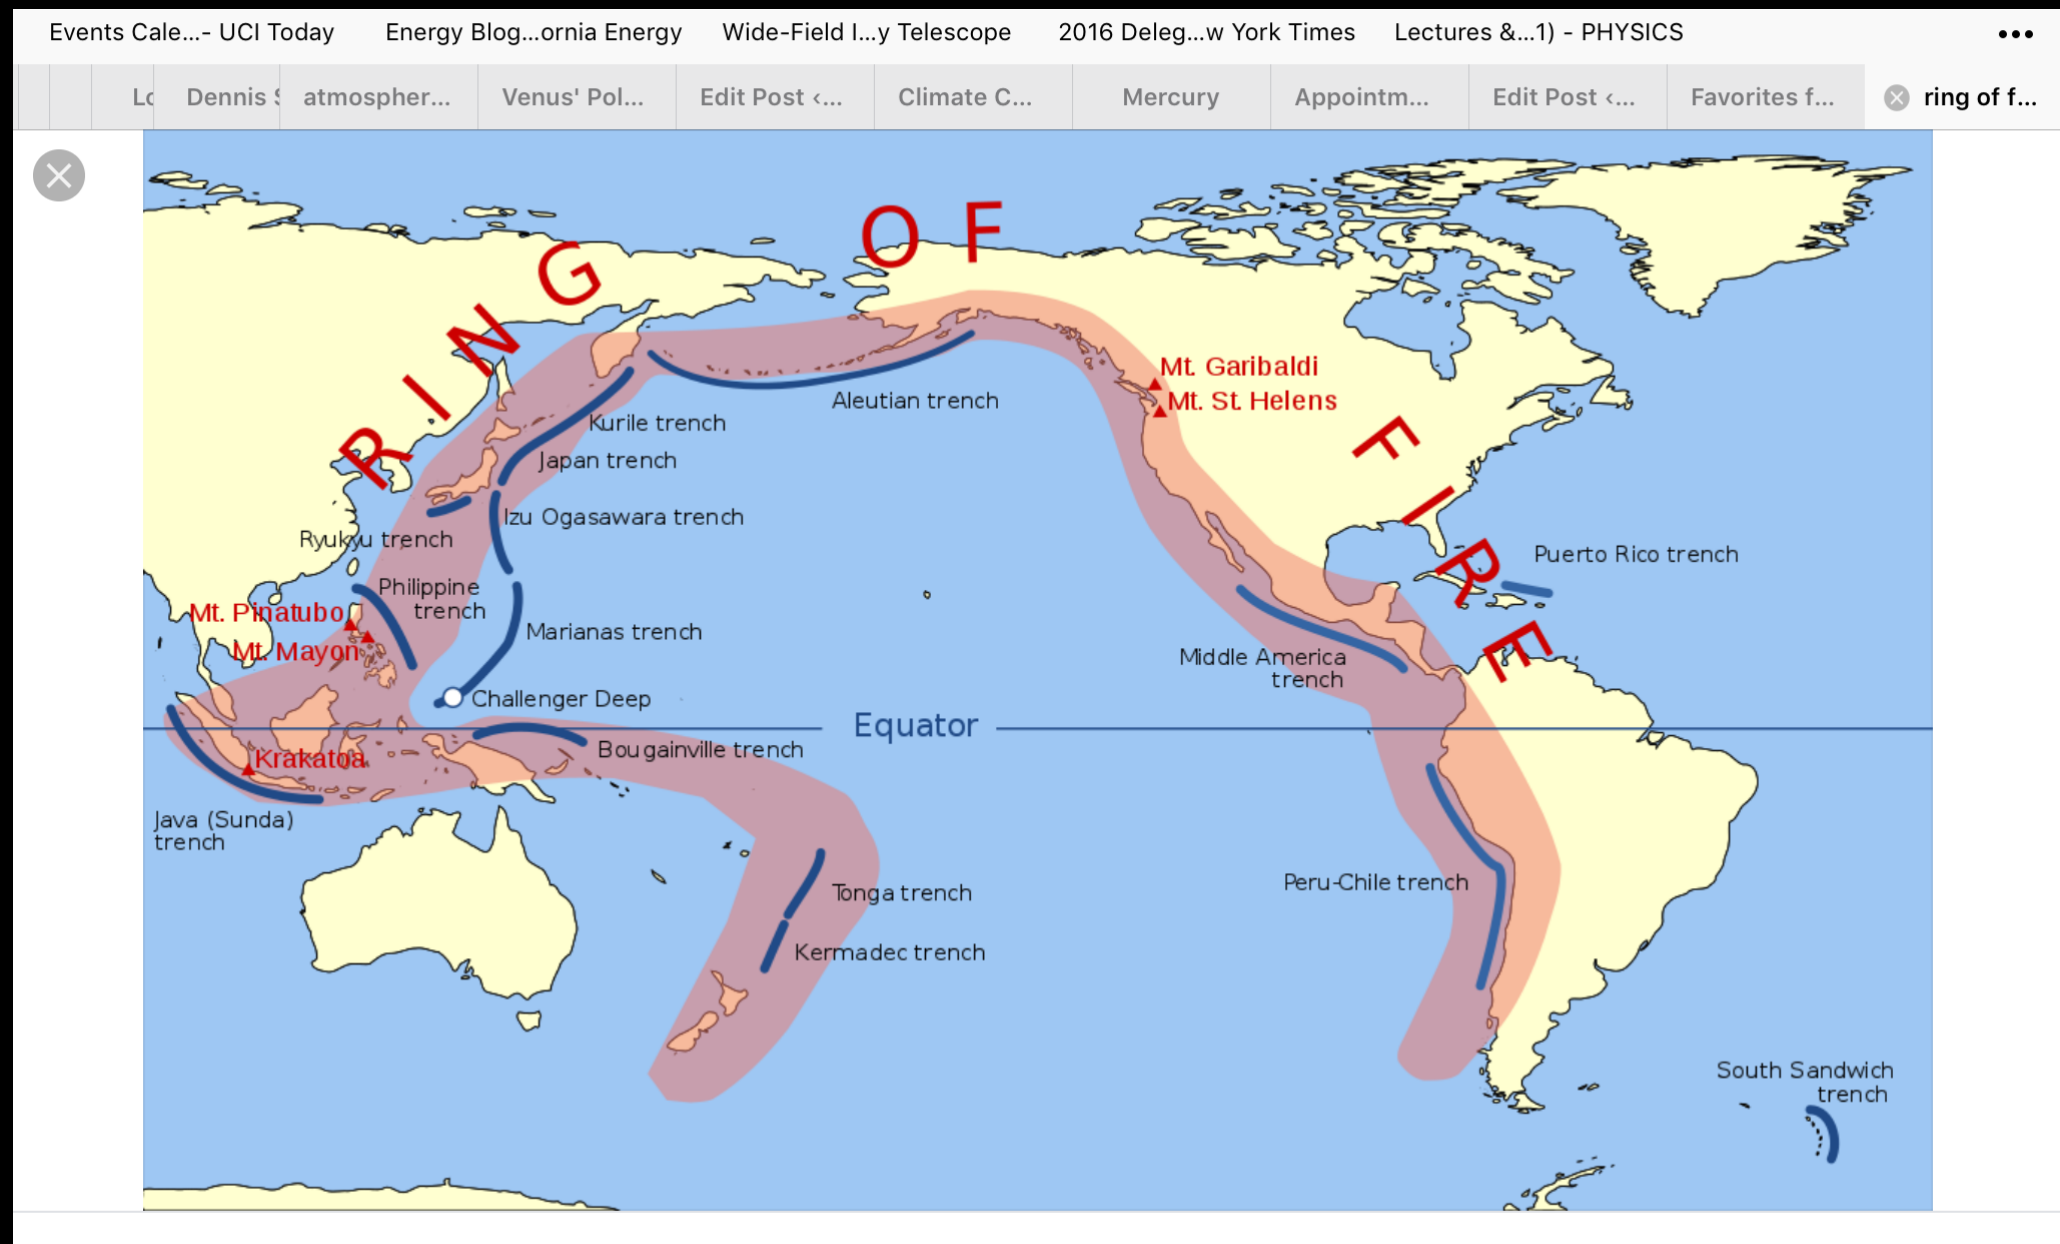 Events Cale...- UCI Today
Energy Blog...ornia Energy
Wide-Field I...y Telescope
2016 Deleg...w York Times
Lectures &...1) - PHYSICS
Dennis
atmospher...
Venus' Pol...
Edit Post ‹...
Climate C...
Mercury
Appointm...
Edit Post ‹...
Favorites f...
ring of f...
RING OF FIRE
Mt. Garibaldi
Mt. St. Helens
Aleutian trench
Kurile trench
Japan trench
Izu Ogasawara trench
Ryukyu trench
Puerto Rico trench
Philippine
trench
Mt. Pinatubo
Marianas trench
Mt. Mayon
Middle America
trench
Challenger Deep
Equator
Bougainville trench
Krakatoa
Java (Sunda)
trench
Peru-Chile trench
Tonga trench
Kermadec trench
South Sandwich
trench